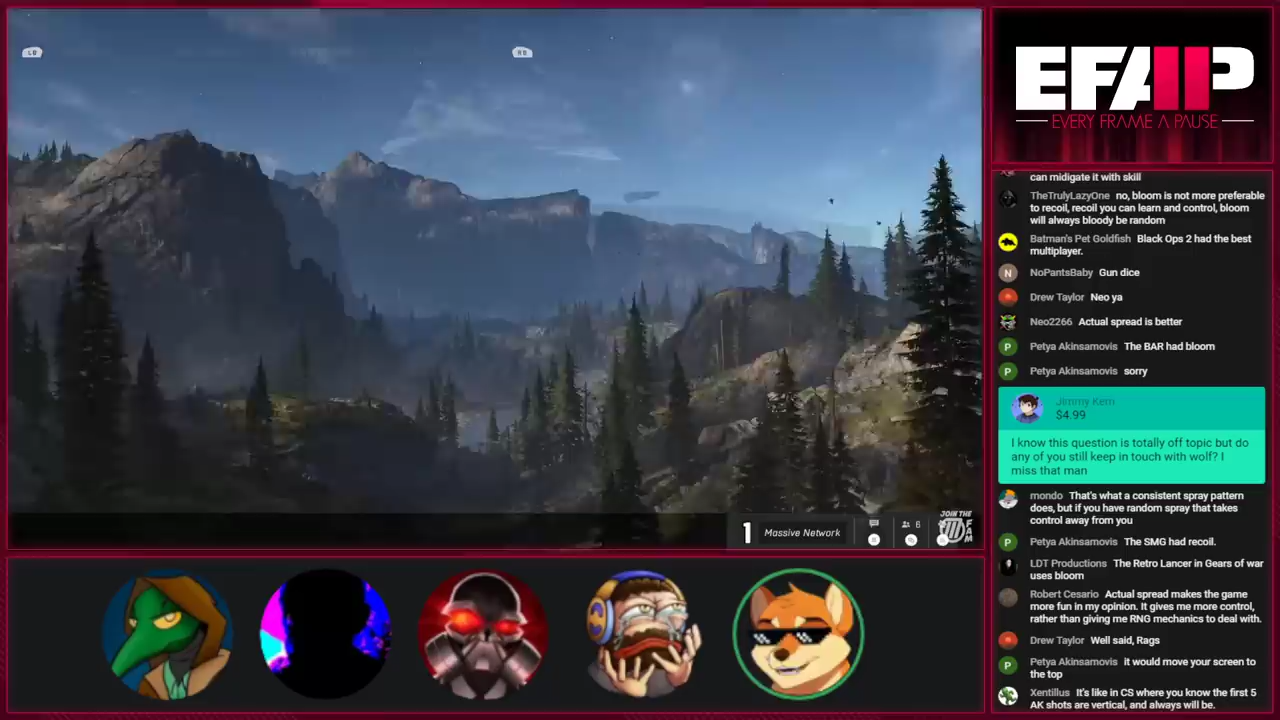 LB
RB
1 Massive Network
6
JOIN THE
FAM
EFAP
EVERY FRAME A PAUSE
can midigate it with skill
TheTrulyLazyOne no, bloom is not more preferable
to recoil, recoil you can learn and control, bloom
will always bloody be random
Batman's Pet Goldfish Black Ops 2 had the best
multiplayer.
N NoPantsBaby Gun dice
Drew Taylor Neo ya
Neo2266 Actual spread is better
P Petya Akinsamovis The BAR had bloom
P Petya Akinsamovis sorry
Jimmy Kerri
$4.99
I know this question is totally off topic but do
any of you still keep in touch with wolf? I
miss that man
mondo That's what a consistent spray pattern
does, but if you have random spray that takes
control away from you
P Petya Akinsamovis The SMG had recoil.
LDT Productions The Retro Lancer in Gears of war
uses bloom
Robert Cesario Actual spread makes the game
more fun in my opinion. It gives me more control,
rather than giving me RNG mechanics to deal with.
Drew Taylor Well said, Rags
P Petya Akinsamovis it would move your screen to
the top
Xentillus It's like in CS where you know the first 5
AK shots are vertical, and always will be.